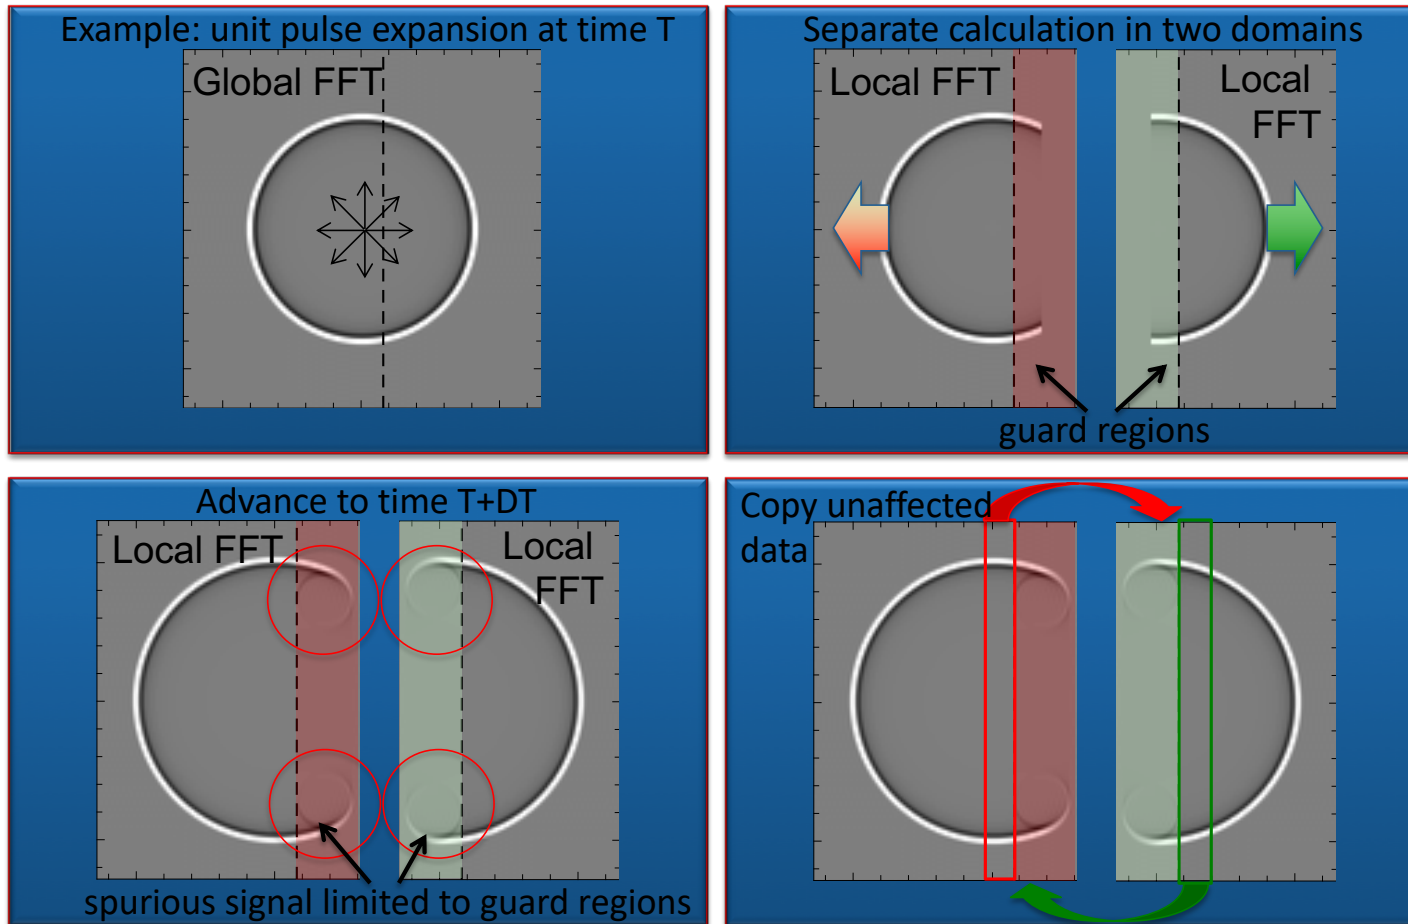 Example: unit pulse expansion at time T
Global FFT
Separate calculation in two domains
Local FFT
Local
FFT
guard regions
Advance to time T+DT
Local FFT
Local
FFT
spurious signal limited to guard regions
Copy unaffected
data